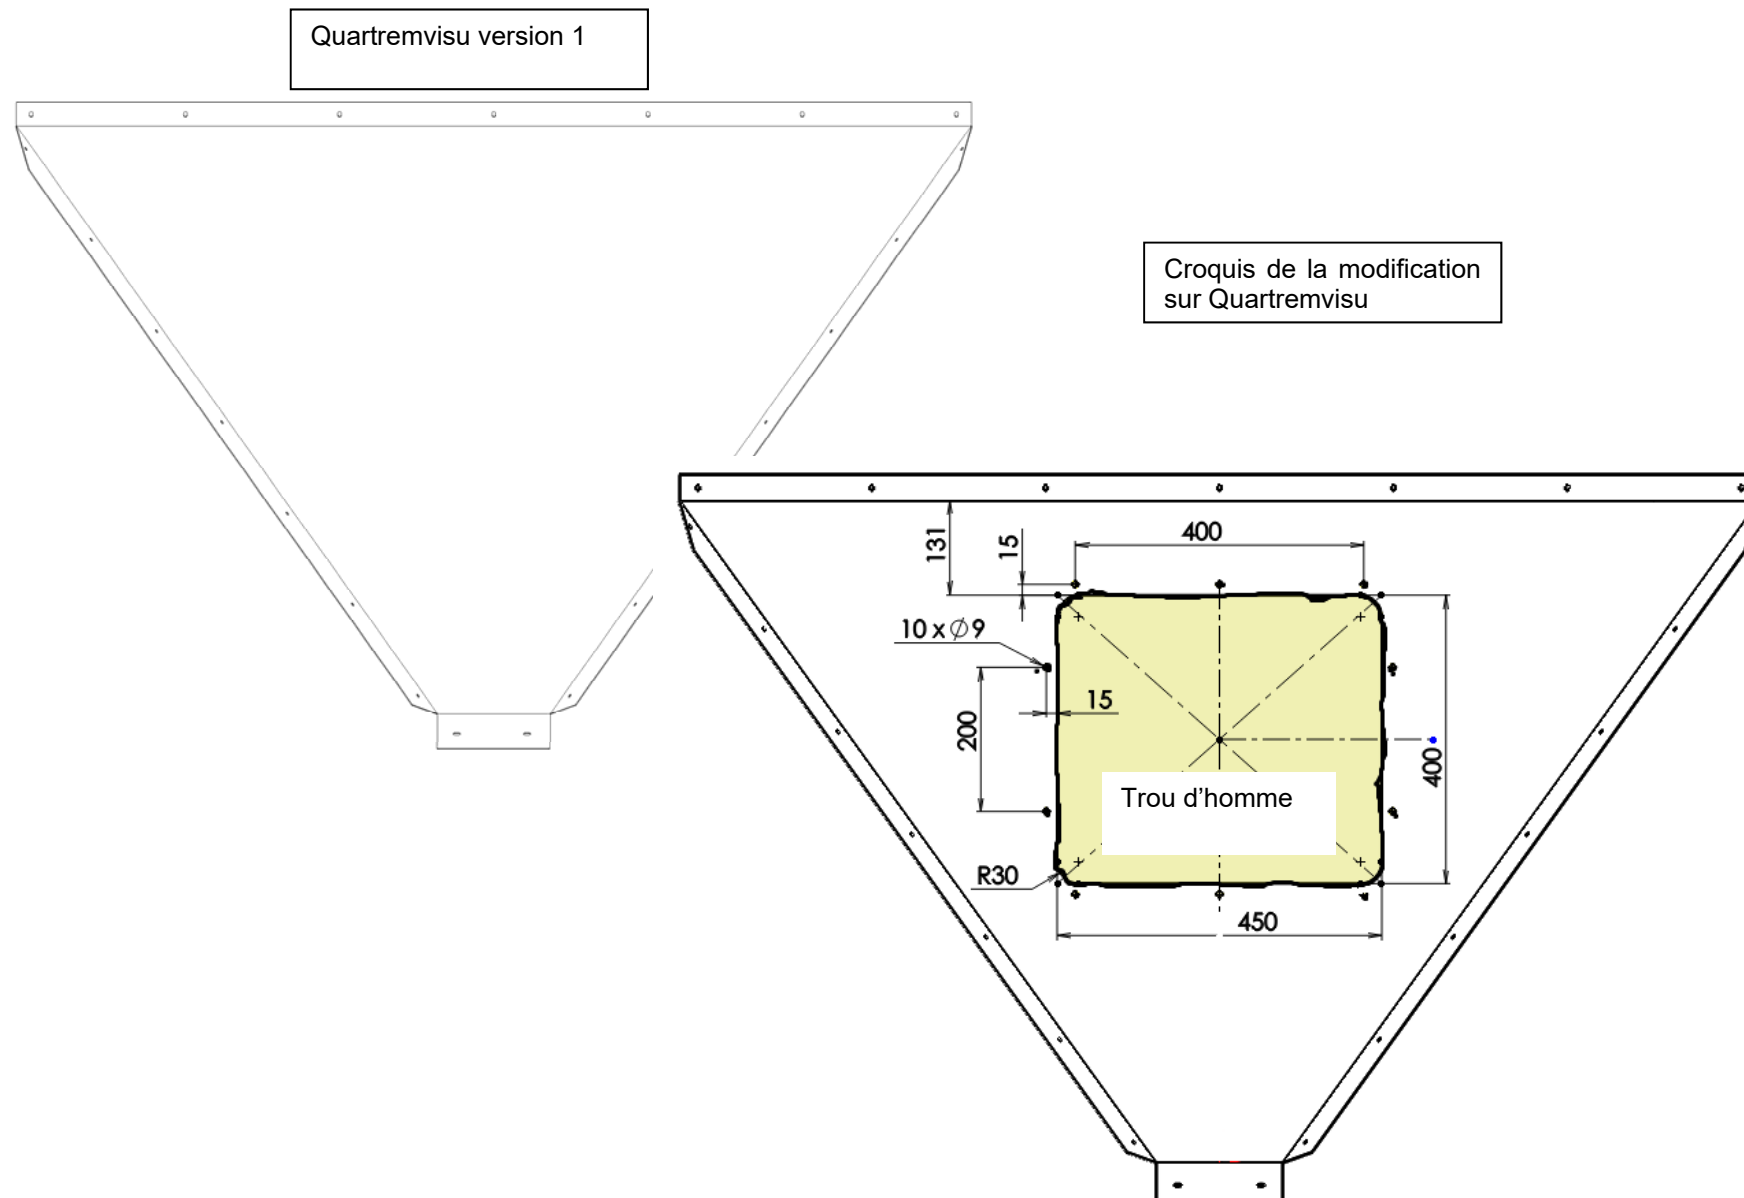 Quartremvisu version 1
Croquis de la modification
sur Quartremvisu
131
15
400
10 x Ø 9
200
15
400
Trou d’homme
R30
450